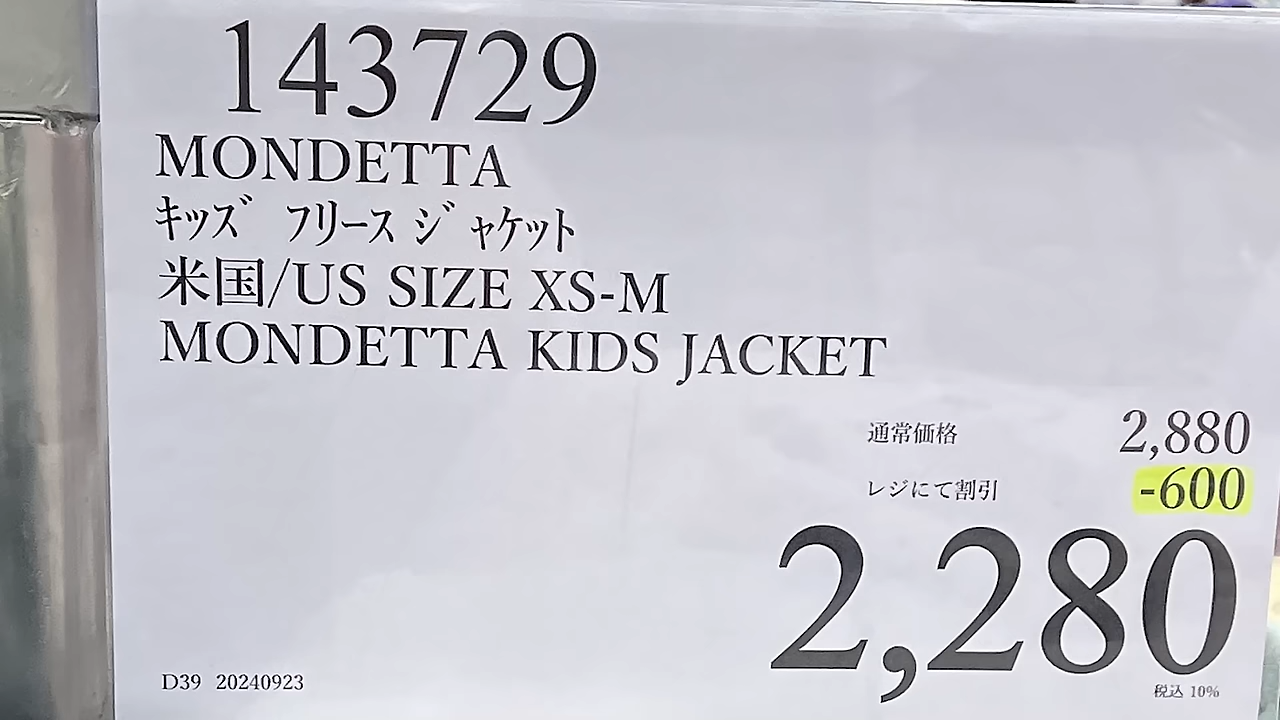 143729
MONDETTA
ｷｯｽﾞ ﾌﾘｰｽ ｼﾞｬｹｯﾄ
米国/US SIZE XS-M
MONDETTA KIDS JACKET
通常価格 2,880
レジにて割引 -600
2,280
税込 10%
D39 20240923